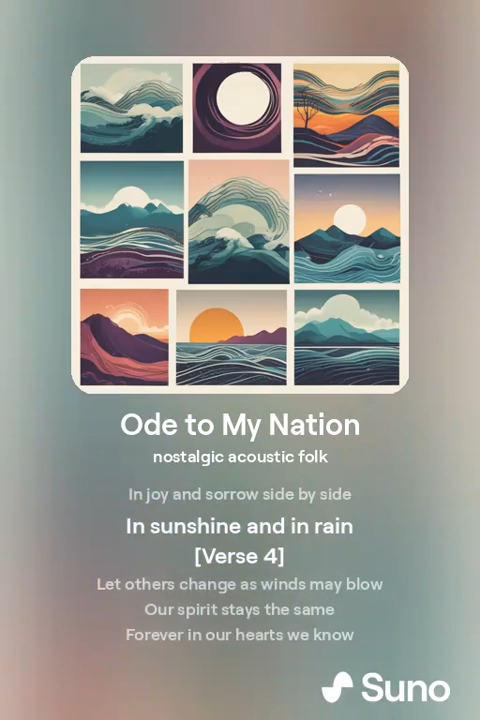 Ode to My Nation
nostalgic acoustic folk
In joy and sorrow side by side
In sunshine and in rain
[Verse 4]
Let others change as winds may blow
Our spirit stays the same
Forever in our hearts we know
Suno